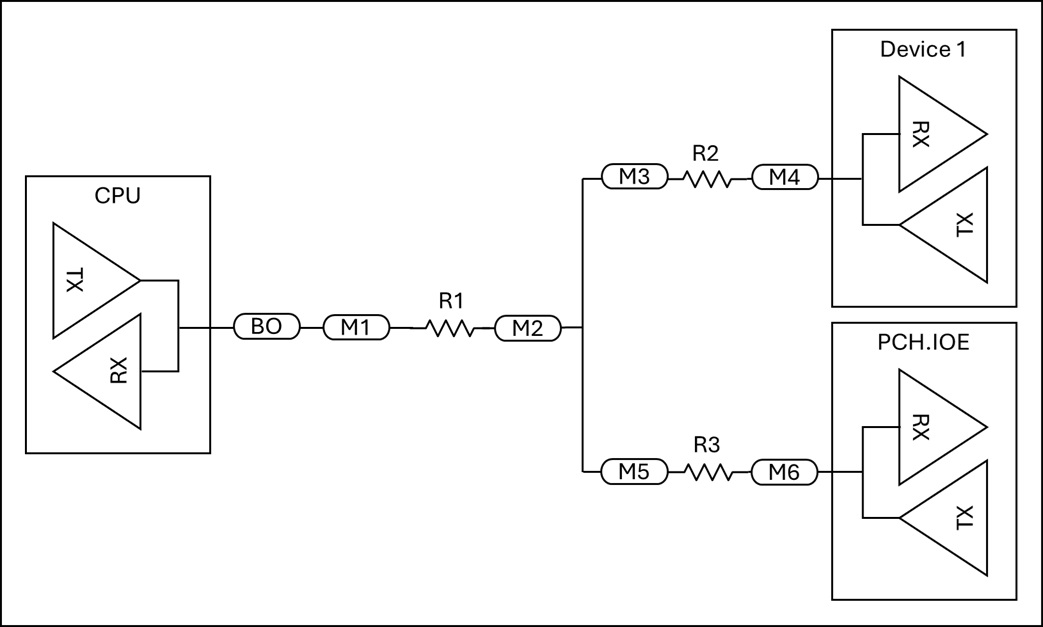 Device 1
RX
TX
R2
M3
M4
CPU
TX
RX
BO
M1
R1
M2
PCH.IOE
RX
TX
R3
M5
M6